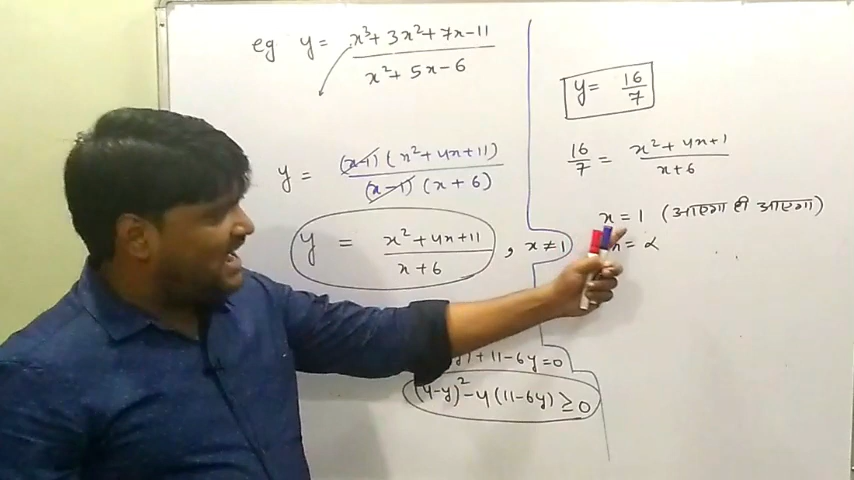 eg y = x³ + 3x² + 7x - 11 / x² + 5x - 6
y = (x-1) (x² + 4x + 11) / (x-1) (x + 6)
y = x² + 4x + 11 / x + 6 , x ≠ 1
) + 11 - 6y = 0
(4-y)² - 4 (11 - 6y) ≥ 0
y = 16/7
16/7 = x² + 4x + 1 / x + 6
x = 1 (आएगा ही आएगा)
= α